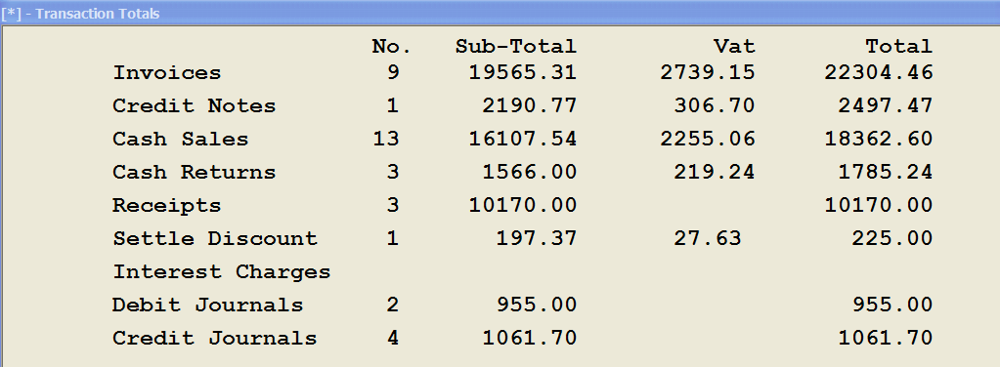 [*] - Transaction Totals
No. Sub-Total Vat Total
Invoices 9 19565.31 2739.15 22304.46
Credit Notes 1 2190.77 306.70 2497.47
Cash Sales 13 16107.54 2255.06 18362.60
Cash Returns 3 1566.00 219.24 1785.24
Receipts 3 10170.00 10170.00
Settle Discount 1 197.37 27.63 225.00
Interest Charges
Debit Journals 2 955.00 955.00
Credit Journals 4 1061.70 1061.70